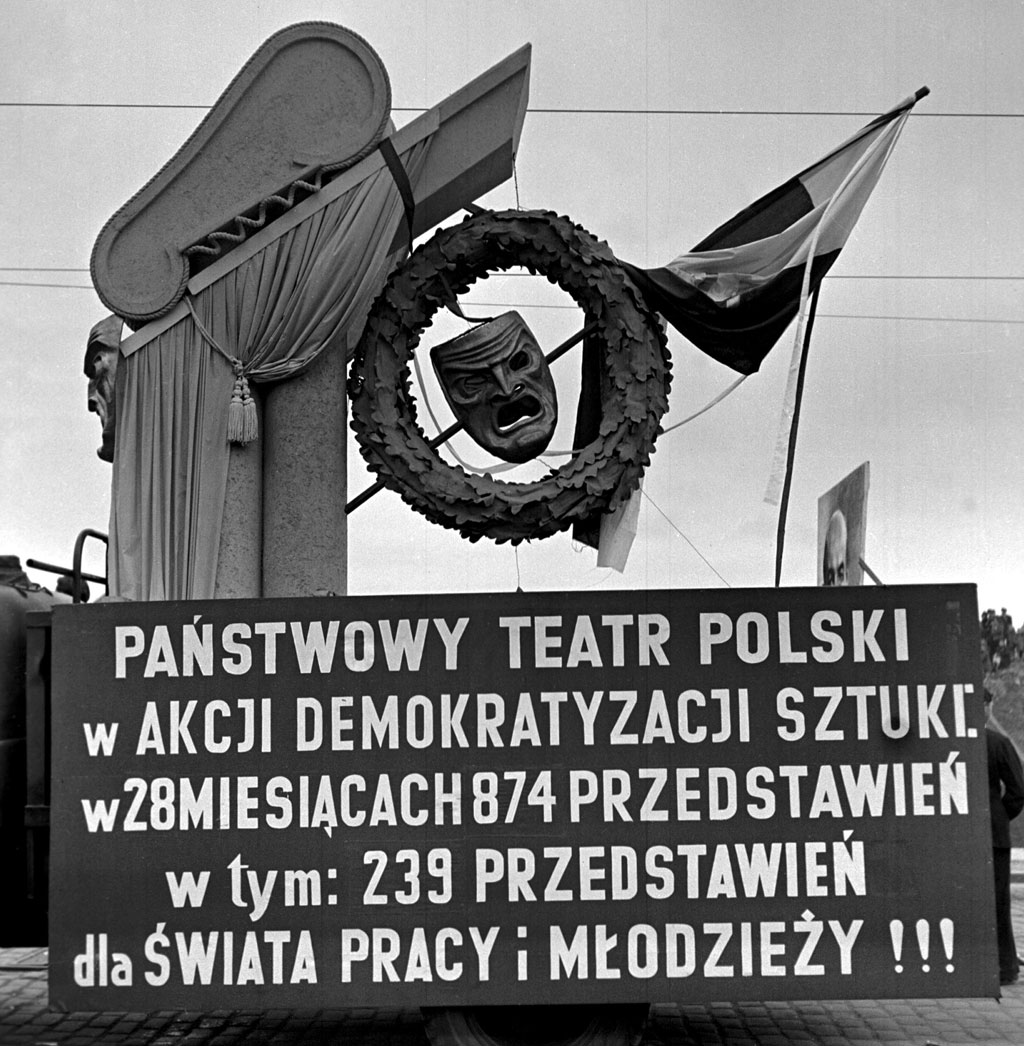 PAŃSTWOWY TEATR POLSKI
w AKCJI DEMOKRATYZACJI SZTUKI:
w 28 MIESIĄCACH 874 PRZEDSTAWIEŃ
w tym: 239 PRZEDSTAWIEŃ
dla ŚWIATA PRACY i MŁODZIEŻY !!!